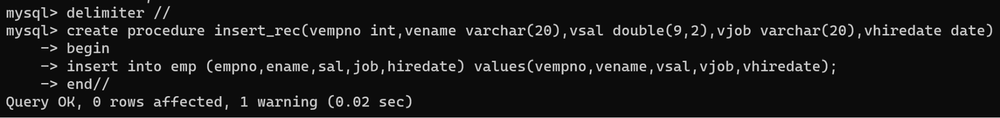 mysql> delimiter //
mysql> create procedure insert_rec(vempno int,vename varchar(20),vsal double(9,2),vjob varchar(20),vhiredate date)
    -> begin
    -> insert into emp (empno,ename,sal,job,hiredate) values(vempno,vename,vsal,vjob,vhiredate);
    -> end//
Query OK, 0 rows affected, 1 warning (0.02 sec)